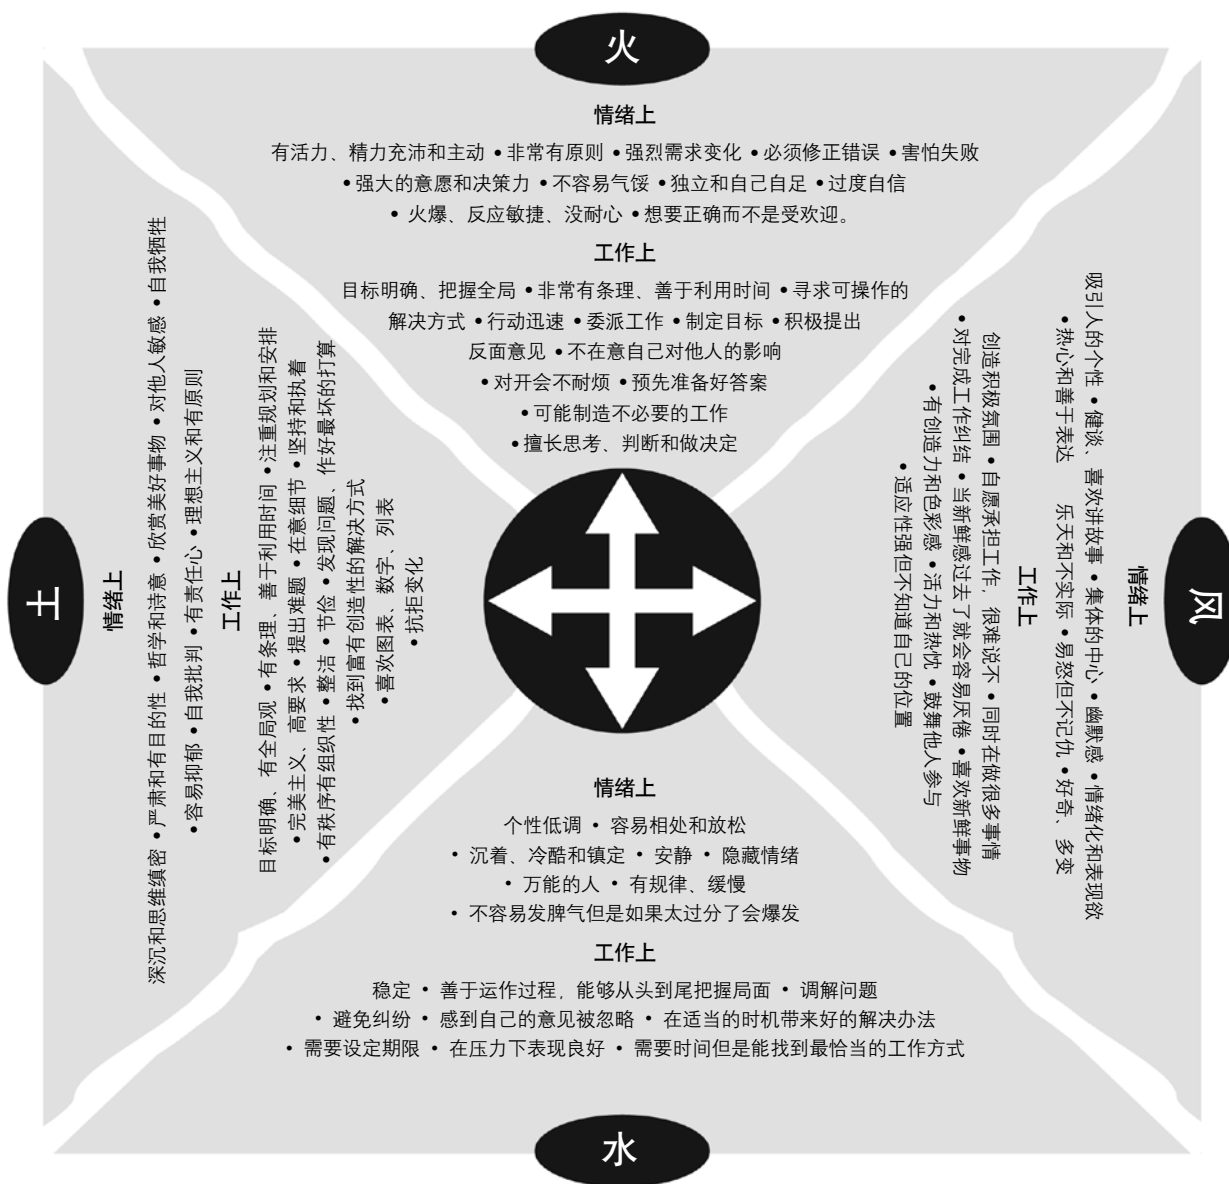 火
情绪上
有活力、精力充沛和主动 •非常有原则 •强烈需求变化 •必须修正错误 •害怕失败
•强大的意愿和决策力 •不容易气馁 •独立和自己自足 •过度自信
• 火爆、反应敏捷、没耐心 •想要正确而不是受欢迎。
工作上
目标明确、把握全局 •非常有条理、善于利用时间 •寻求可操作的
解决方式 •行动迅速 •委派工作 •制定目标 •积极提出
反面意见 •不在意自己对他人的影响
•对开会不耐烦 •预先准备好答案
•可能制造不必要的工作
•擅长思考、判断和做决定
土
情绪上
深沉和思维缜密 •严肃和有目的性 •哲学和诗意 •欣赏美好事物 •对他人敏感 •自我牺牲
•容易抑郁 •自我批判 •有责任心 •理想主义和有原则
工作上
目标明确、有全局观 •有条理、善于利用时间 •注重规划和安排
•完美主义、高要求 •提出难题 •在意细节 •坚持和执着
•有秩序有组织性 •整洁 •节俭 •发现问题、作好最坏的打算
•找到富有创造性的解决方式
•喜欢图表、数字、列表
•抗拒变化
风
情绪上
吸引人的个性 •健谈、喜欢讲故事 •集体的中心 •幽默感 •情绪化和表现欲
•热心和善于表达 乐天和不实际 •易怒但不记仇 •好奇、多变
工作上
创造积极氛围 •自愿承担工作，很难说不 •同时在做很多事情
•对完成工作纠结 •当新鲜感过去了就会容易厌倦 •喜欢新鲜事物
•有创造力和色彩感 •活力和热忱 •鼓舞他人参与
•适应性强但不知道自己的位置
情绪上
个性低调 • 容易相处和放松
• 沉着、冷酷和镇定 • 安静 • 隐藏情绪
• 万能的人 • 有规律、缓慢
• 不容易发脾气但是如果太过分了会爆发
工作上
稳定 • 善于运作过程，能够从头到尾把握局面 • 调解问题
• 避免纠纷 • 感到自己的意见被忽略 • 在适当的时机带来好的解决办法
• 需要设定期限 • 在压力下表现良好 • 需要时间但是能找到最恰当的工作方式
水